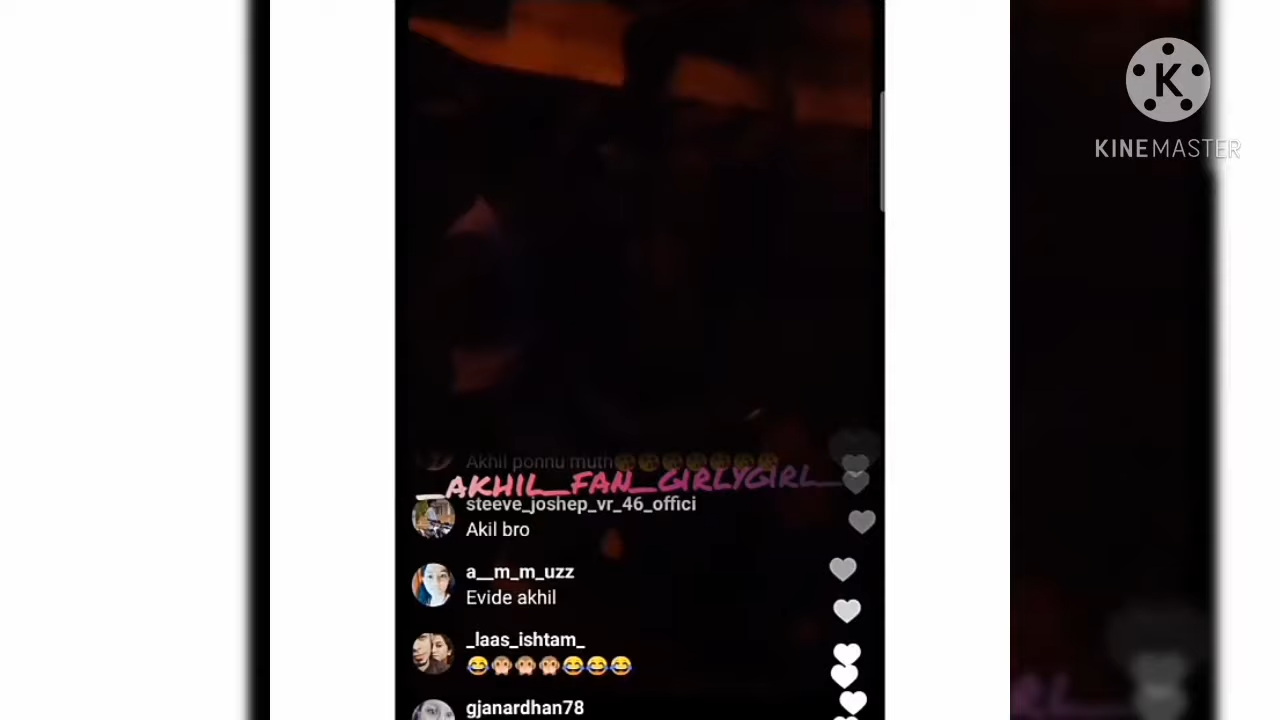 K
KINEMASTER
Akhil ponnu muth😘😘😘😘😘😘😘
_AKHIL_FAN_GIRLYGIRL_
steeve_joshep_vr_46_offici
Akil bro
a__m_m_uzz
Evide akhil
_laas_ishtam_
😂🙊🙊🙊😂😂😂
gjanardhan78